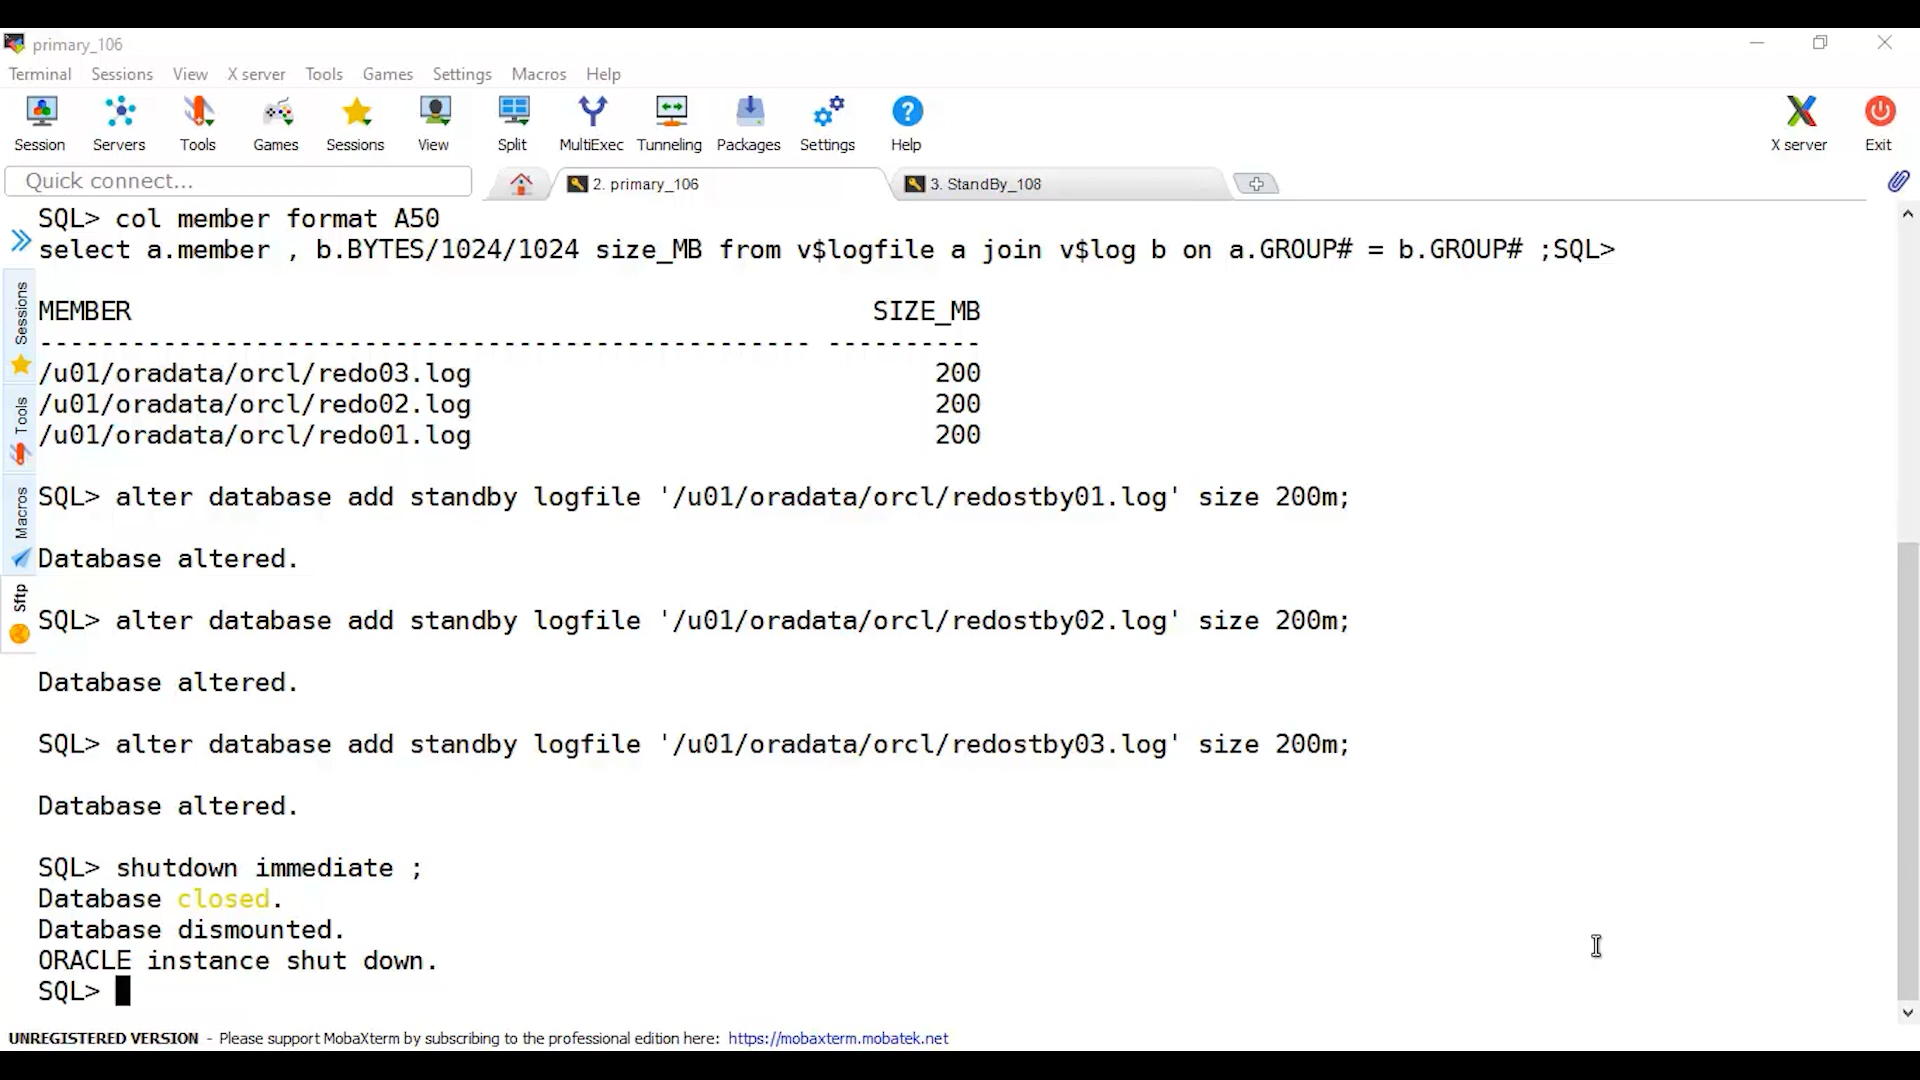 primary_106
Terminal Sessions View X server Tools Games Settings Macros Help
Session Servers Tools Games Sessions View Split MultiExec Tunneling Packages Settings Help X server Exit
Quick connect... 2. primary_106 3. StandBy_108
SQL> col member format A50
select a.member , b.BYTES/1024/1024 size_MB from v$logfile a join v$log b on a.GROUP# = b.GROUP# ;SQL>
MEMBER SIZE_MB
-------------------------------------------------- ----------
/u01/oradata/orcl/redo03.log 200
/u01/oradata/orcl/redo02.log 200
/u01/oradata/orcl/redo01.log 200
SQL> alter database add standby logfile '/u01/oradata/orcl/redostby01.log' size 200m;
Database altered.
SQL> alter database add standby logfile '/u01/oradata/orcl/redostby02.log' size 200m;
Database altered.
SQL> alter database add standby logfile '/u01/oradata/orcl/redostby03.log' size 200m;
Database altered.
SQL> shutdown immediate ;
Database closed.
Database dismounted.
ORACLE instance shut down.
SQL>
Sessions
Tools
Macros
Sftp
UNREGISTERED VERSION - Please support MobaXterm by subscribing to the professional edition here: https://mobaxterm.mobatek.net